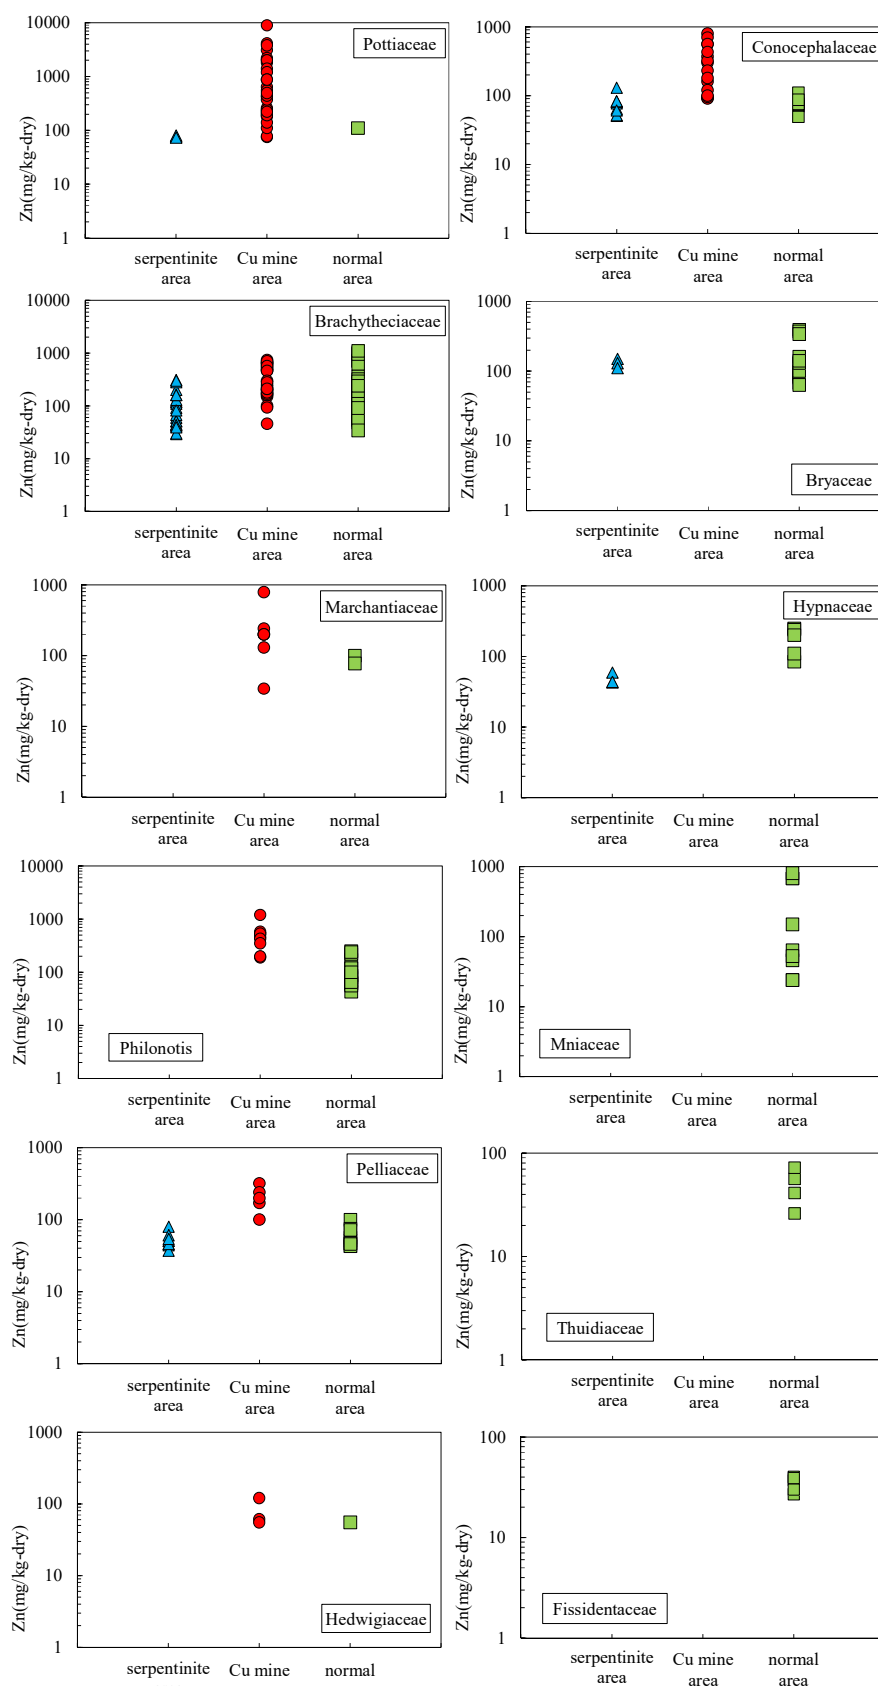 Pottiaceae
Zn(mg/kg-dry)
10000
1000
100
10
1
serpentinite area
Cu mine area
normal area
Conocephalaceae
Zn(mg/kg-dry)
1000
100
10
1
serpentinite area
Cu mine area
normal area
Brachytheciaceae
Zn(mg/kg-dry)
10000
1000
100
10
1
serpentinite area
Cu mine area
normal area
Bryaceae
Zn(mg/kg-dry)
1000
100
10
1
serpentinite area
Cu mine area
normal area
Marchantiaceae
Zn(mg/kg-dry)
1000
100
10
1
serpentinite area
Cu mine area
normal area
Hypnaceae
Zn(mg/kg-dry)
1000
100
10
1
serpentinite area
Cu mine area
normal area
Philonotis
Zn(mg/kg-dry)
10000
1000
100
10
1
serpentinite area
Cu mine area
normal area
Mniaceae
Zn(mg/kg-dry)
1000
100
10
1
serpentinite area
Cu mine area
normal area
Pelliaceae
Zn(mg/kg-dry)
1000
100
10
1
serpentinite area
Cu mine area
normal area
Thuidiaceae
Zn(mg/kg-dry)
100
10
1
serpentinite area
Cu mine area
normal area
Hedwigiaceae
Zn(mg/kg-dry)
1000
100
10
1
serpentinite
Cu mine
normal
Fissidentaceae
Zn(mg/kg-dry)
100
10
1
serpentinite area
Cu mine area
normal area